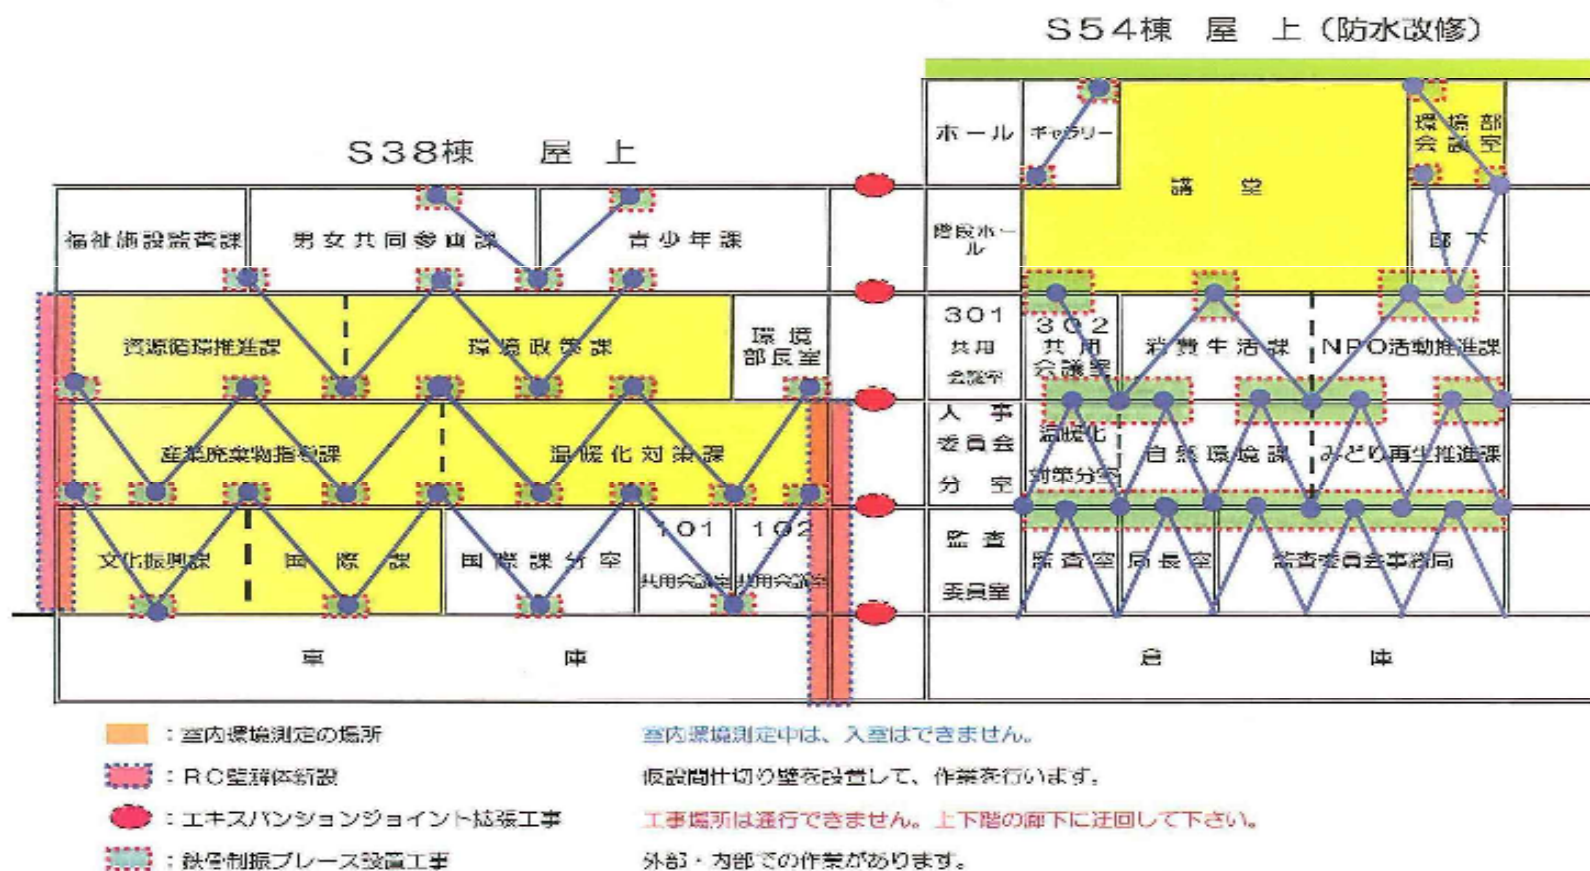 S54棟 屋 上（防水改修）
S38棟 屋 上
ホール
ギャラリー
講 堂
環 境 部
会 議 室
福祉施設監査課
男女共同参画課
青少年課
階段ホー
ル
廊 下
資源循環推進課
環境政策課
環 境
部長室
301
共用
会議室
302
共 用
会議室
消費生活課
NPO活動推進課
産業廃棄物指導課
温暖化対策課
人 事
委員会
分 室
温暖化
対策分室
自然環境課
みどり再生推進課
文化振興課
国 際 課
国際課分室
101
共用会議室
102
共用会議室
監 査
委員室
監査室
局長室
監査委員会事務局
車 庫
倉 庫
：室内環境測定の場所
室内環境測定中は、入室はできません。
：RC壁解体新設
仮設間仕切り壁を設置して、作業を行います。
：エキスパンションジョイント拡張工事
工事場所は通行できません。上下階の廊下に迂回して下さい。
：鉄骨制振ブレース設置工事
外部・内部での作業があります。